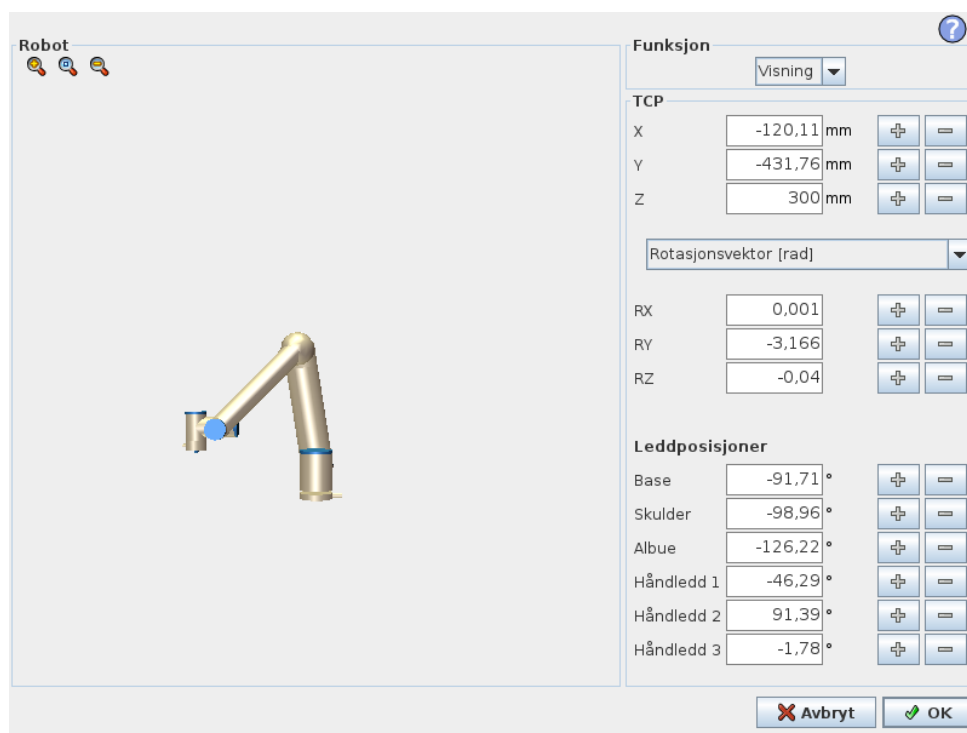 Robot
Funksjon
?
Visning
TCP
X -120,11 mm
Y -431,76 mm
Z 300 mm
Rotasjonsvektor [rad]
RX 0,001
RY -3,166
RZ -0,04
Leddposisjoner
Base -91,71 °
Skulder -98,96 °
Albue -126,22 °
Håndledd 1 -46,29 °
Håndledd 2 91,39 °
Håndledd 3 -1,78 °
Avbryt OK